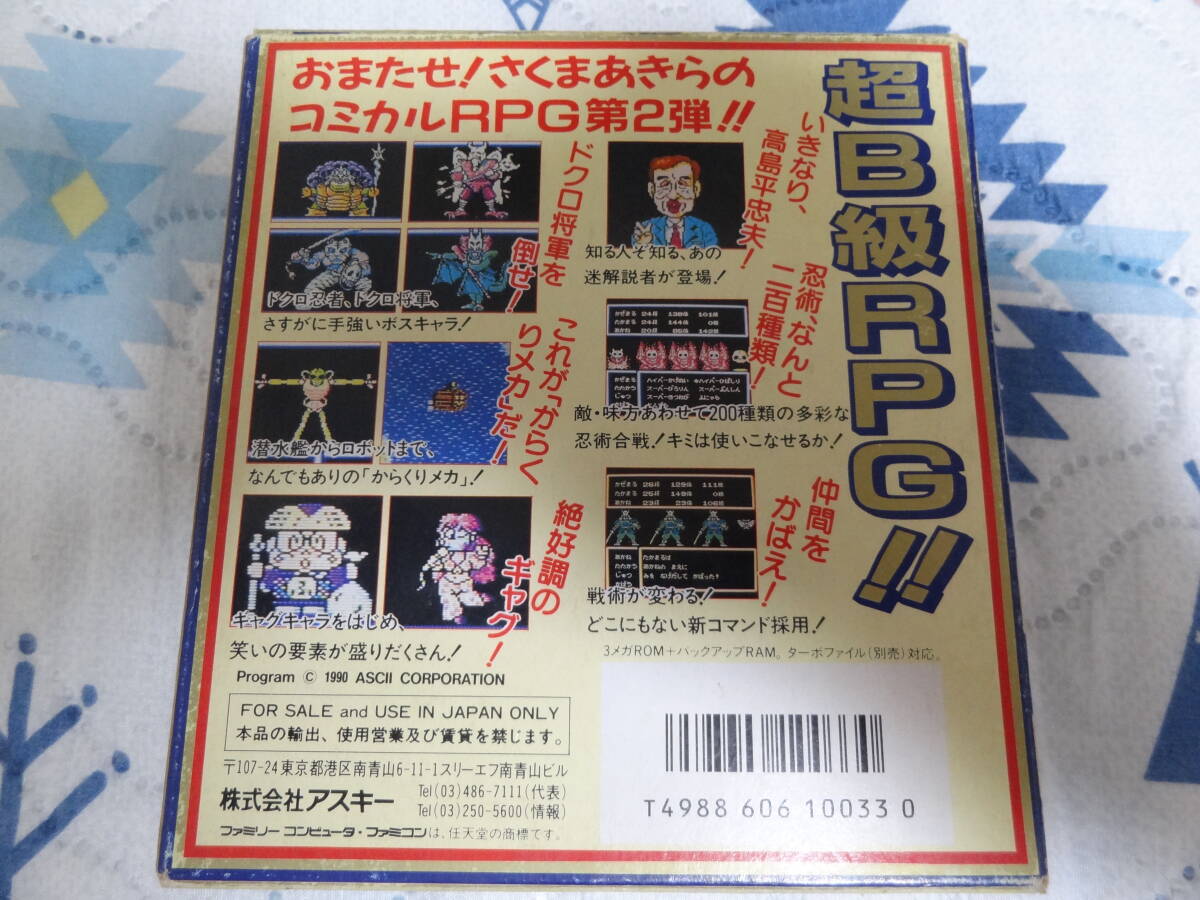 超B級RPG!!
おまたせ!さくまあきらの
コミカルRPG第2弾!!
いきなり、
高島平忠夫!
知る人ぞ知る、あの
迷解説者が登場!
ドクロ将軍を
倒せ!
ドクロ忍者、ドクロ将軍、
さすがに手強いボスキャラ!
忍術、なんと
二百種類!
敵・味方あわせて200種類の多彩な
忍術合戦!キミは使いこなせるか!
これが「からく
りメカ」だ!
潜水艦からロボットまで、
なんでもありの「からくりメカ」!
仲間を
かばえ!
戦術が変わる!
どこにもない新コマンド採用!
絶好調の
ギャグ!
ギャグキャラをはじめ、
笑いの要素が盛りだくさん!
3メガROM+バックアップRAM。ターボファイル(別売)対応。
Program © 1990 ASCII CORPORATION
FOR SALE and USE IN JAPAN ONLY
本品の輸出、使用営業及び賃貸を禁じます。
〒107-24 東京都港区南青山6-11-1スリーエフ南青山ビル
株式会社アスキー
Tel(03)486-7111(代表)
Tel(03)250-5600(情報)
ファミリーコンピュータ・ファミコンは、任天堂の商標です。
T4988606100330